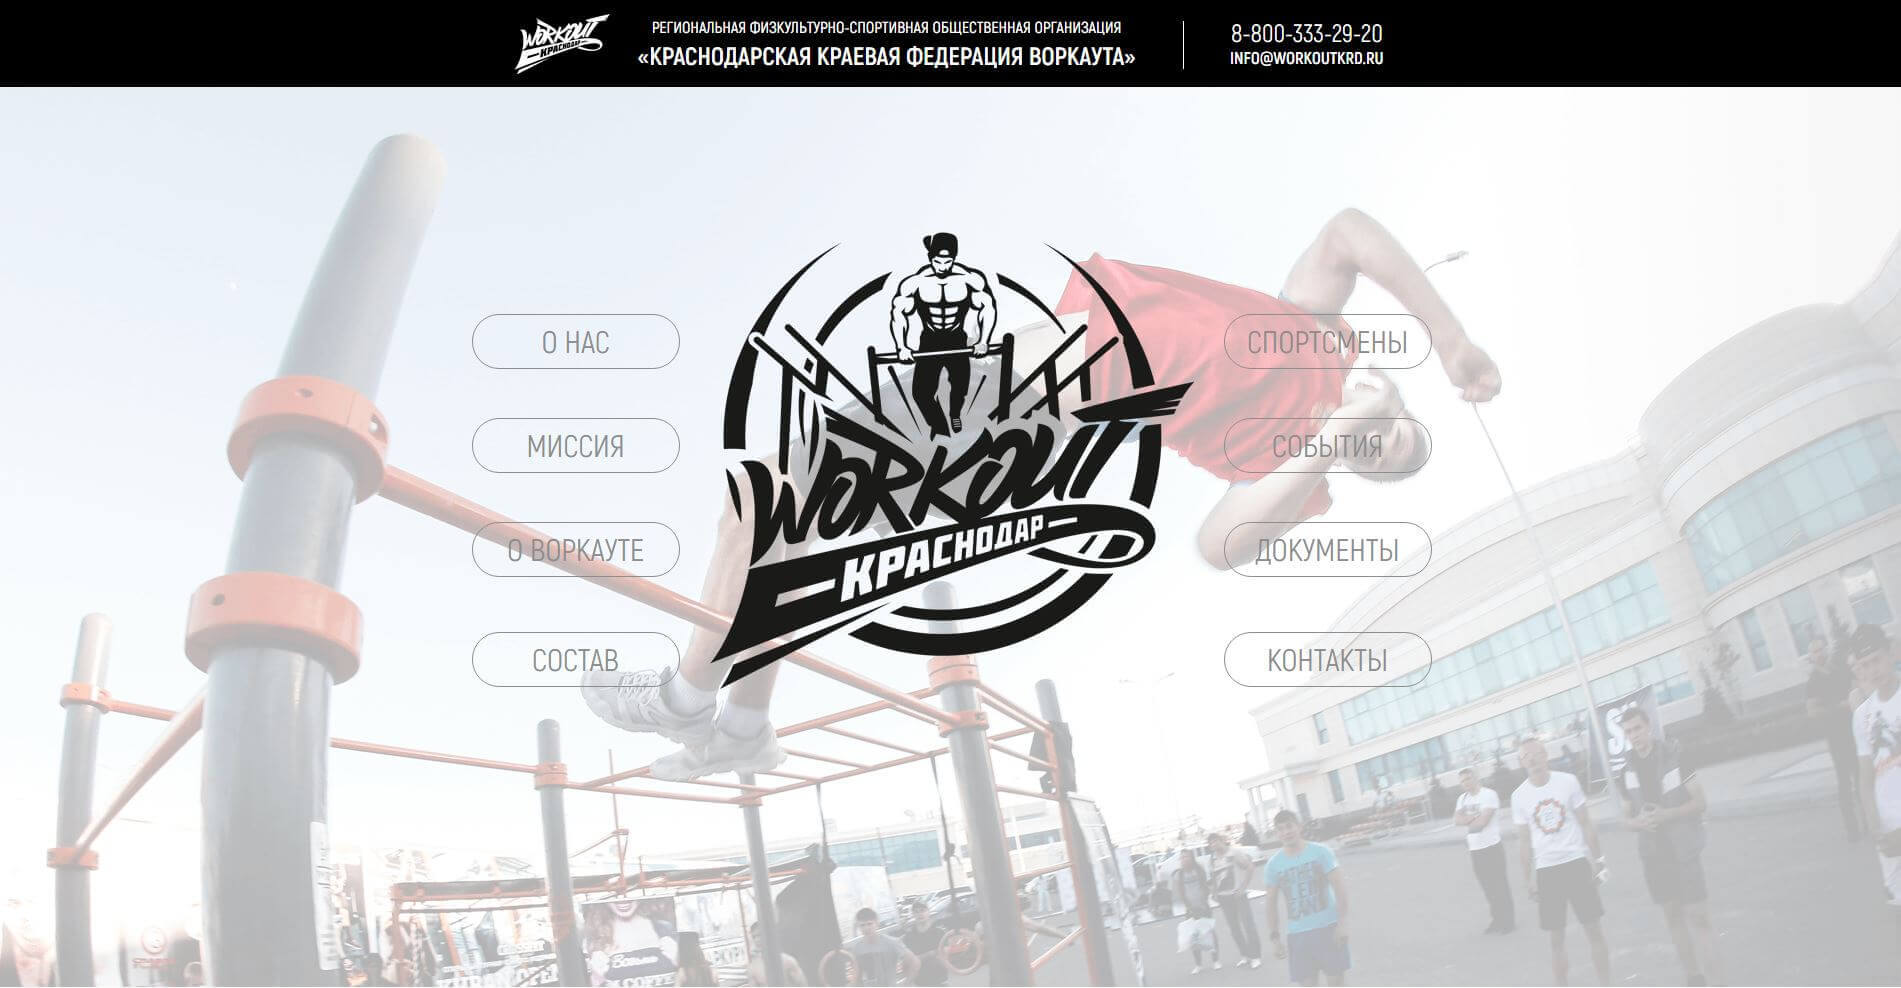 WORKOUT
КРАСНОДАР
РЕГИОНАЛЬНАЯ ФИЗКУЛЬТУРНО-СПОРТИВНАЯ ОБЩЕСТВЕННАЯ ОРГАНИЗАЦИЯ
«КРАСНОДАРСКАЯ КРАЕВАЯ ФЕДЕРАЦИЯ ВОРКАУТА»
8-800-333-29-20
INFO@WORKOUTKRD.RU
О НАС
МИССИЯ
О ВОРКАУТЕ
СОСТАВ
WORKOUT
КРАСНОДАР
СПОРТСМЕНЫ
СОБЫТИЯ
ДОКУМЕНТЫ
КОНТАКТЫ